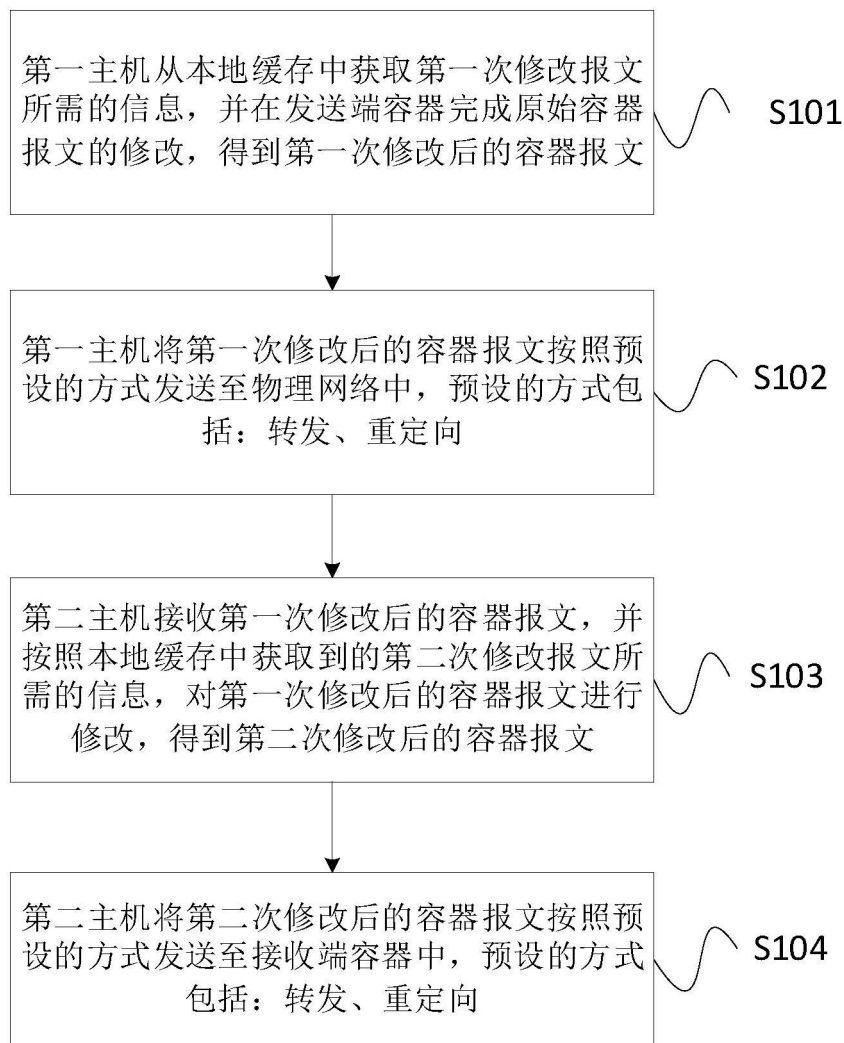 第一主机从本地缓存中获取第一次修改报文
所需的信息，并在发送端容器完成原始容器
报文的修改，得到第一次修改后的容器报文
S101
第一主机将第一次修改后的容器报文按照预
设的方式发送至物理网络中，预设的方式包
括：转发、重定向
S102
第二主机接收第一次修改后的容器报文，并
按照本地缓存中获取到的第二次修改报文所
需的信息，对第一次修改后的容器报文进行
修改，得到第二次修改后的容器报文
S103
第二主机将第二次修改后的容器报文按照预
设的方式发送至接收端容器中，预设的方式
包括：转发、重定向
S104